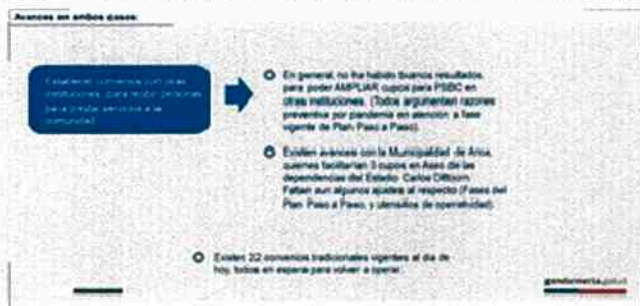 Avances en ambos casos:
Establecer convenios con otras
instituciones, para recibir personas
para prestar servicios a la
comunidad.
En general, no ha habido buenos resultados,
para poder AMPLIAR cupos para PSBC en
otras instituciones. (Todos argumentan razones
preventiva por pandemia en atención a fase
vigente de Plan Paso a Paso).
Existen avances con la Municipalidad de Arica,
quienes facilitarían 3 cupos en Aseo de las
dependencias del Estadio Carlos Dittborn
Faltan aun algunos ajustes al respecto (Fases del
Plan Paso a Paso, y utensilios de operatividad).
Existen 22 convenios tradicionales vigentes al día de
hoy, todos en espera para volver a operar.
gendarmeria.gob.cl